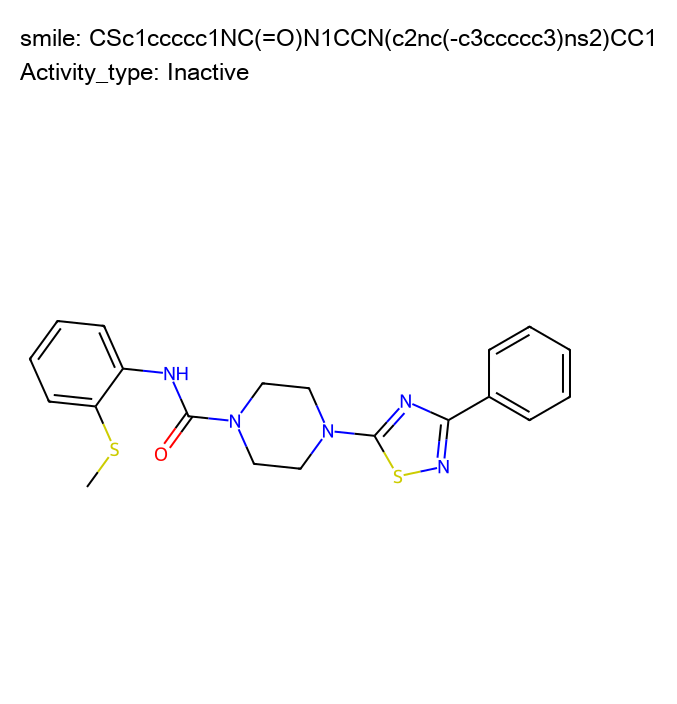 smile: CSc1ccccc1NC(=O)N1CCN(c2nc(-c3ccccc3)ns2)CC1
Activity_type: Inactive
NH
N
N
N
S
O
S
N